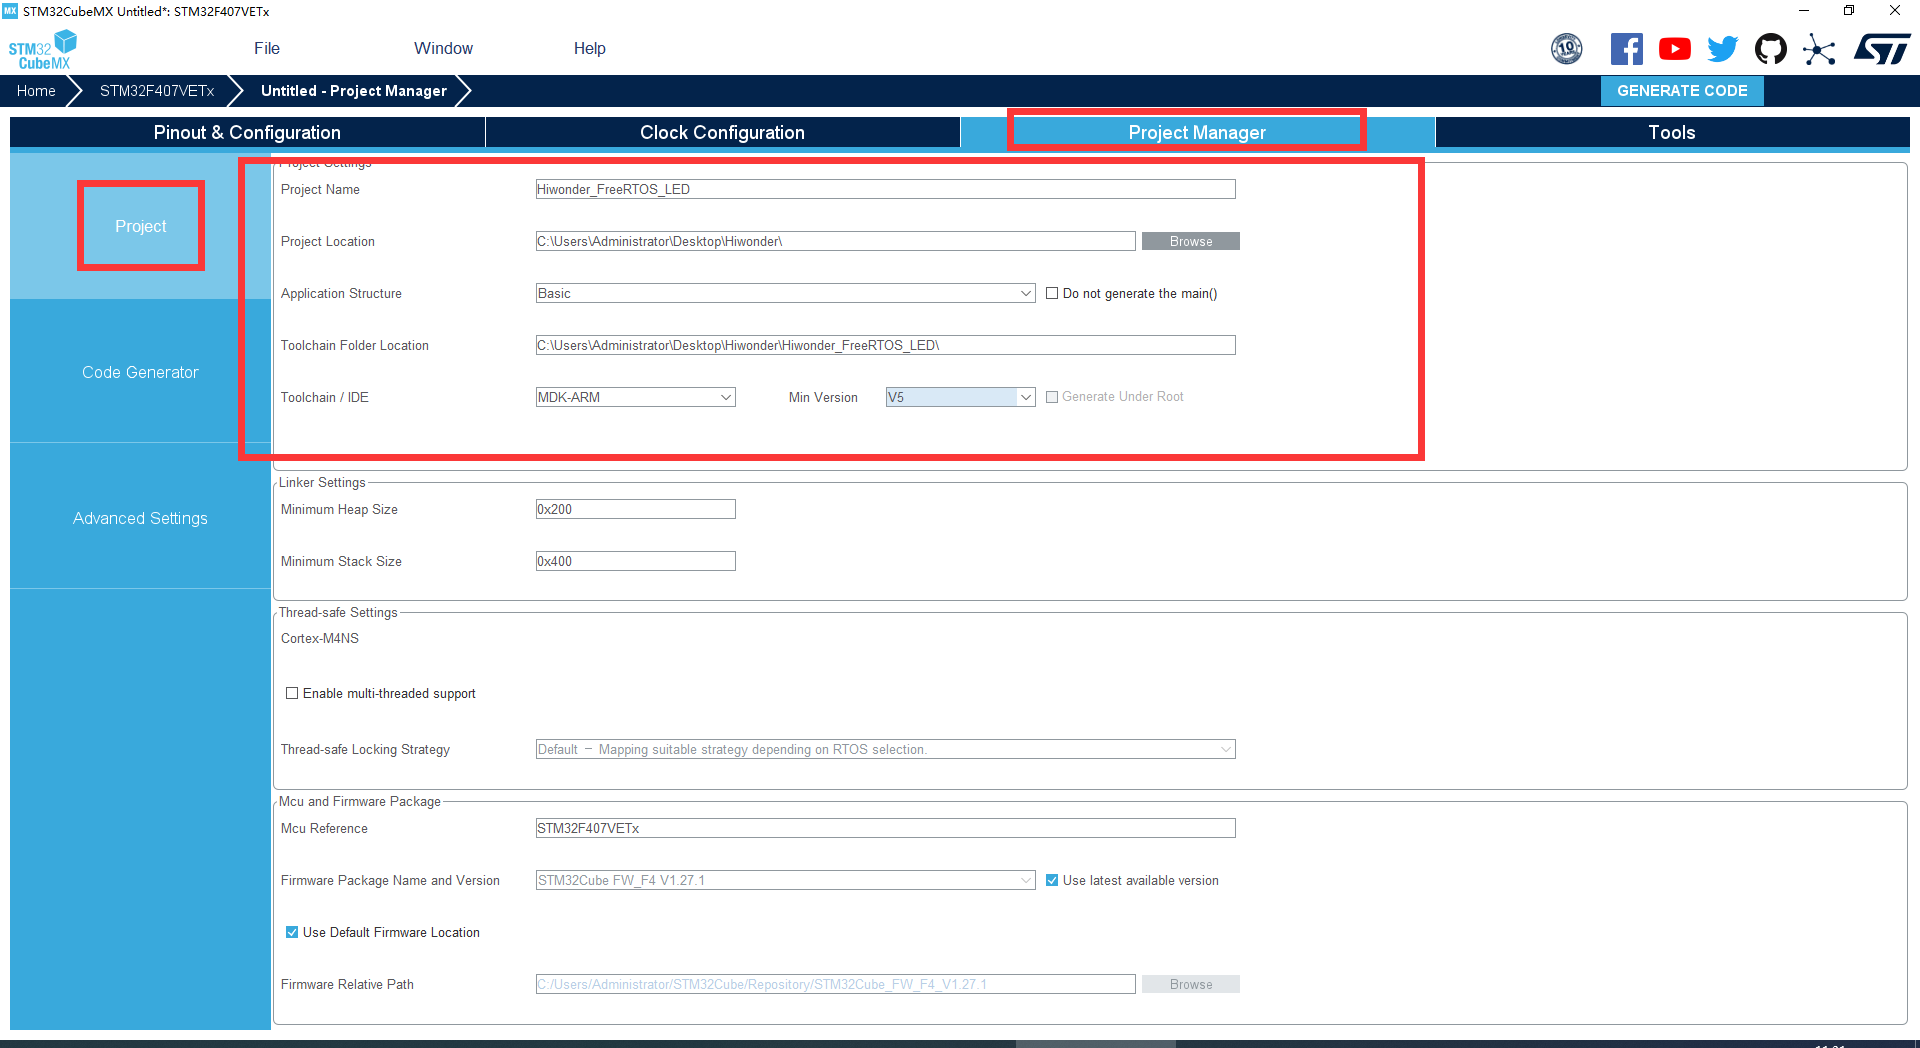 MX STM32CubeMX Untitled*: STM32F407VETx
STM32 CubeMX
File Window Help
10
Home STM32F407VETx Untitled - Project Manager GENERATE CODE
Pinout & Configuration Clock Configuration Project Manager Tools
Project
Code Generator
Advanced Settings
Project Settings
Project Name Hiwonder_FreeRTOS_LED
Project Location C:\Users\Administrator\Desktop\Hiwonder\ Browse
Application Structure Basic Do not generate the main()
Toolchain Folder Location C:\Users\Administrator\Desktop\Hiwonder\Hiwonder_FreeRTOS_LED\
Toolchain / IDE MDK-ARM Min Version V5 Generate Under Root
Linker Settings
Minimum Heap Size 0x200
Minimum Stack Size 0x400
Thread-safe Settings
Cortex-M4NS
Enable multi-threaded support
Thread-safe Locking Strategy Default – Mapping suitable strategy depending on RTOS selection.
Mcu and Firmware Package
Mcu Reference STM32F407VETx
Firmware Package Name and Version STM32Cube FW_F4 V1.27.1 Use latest available version
Use Default Firmware Location
Firmware Relative Path C:/Users/Administrator/STM32Cube/Repository/STM32Cube_FW_F4_V1.27.1 Browse